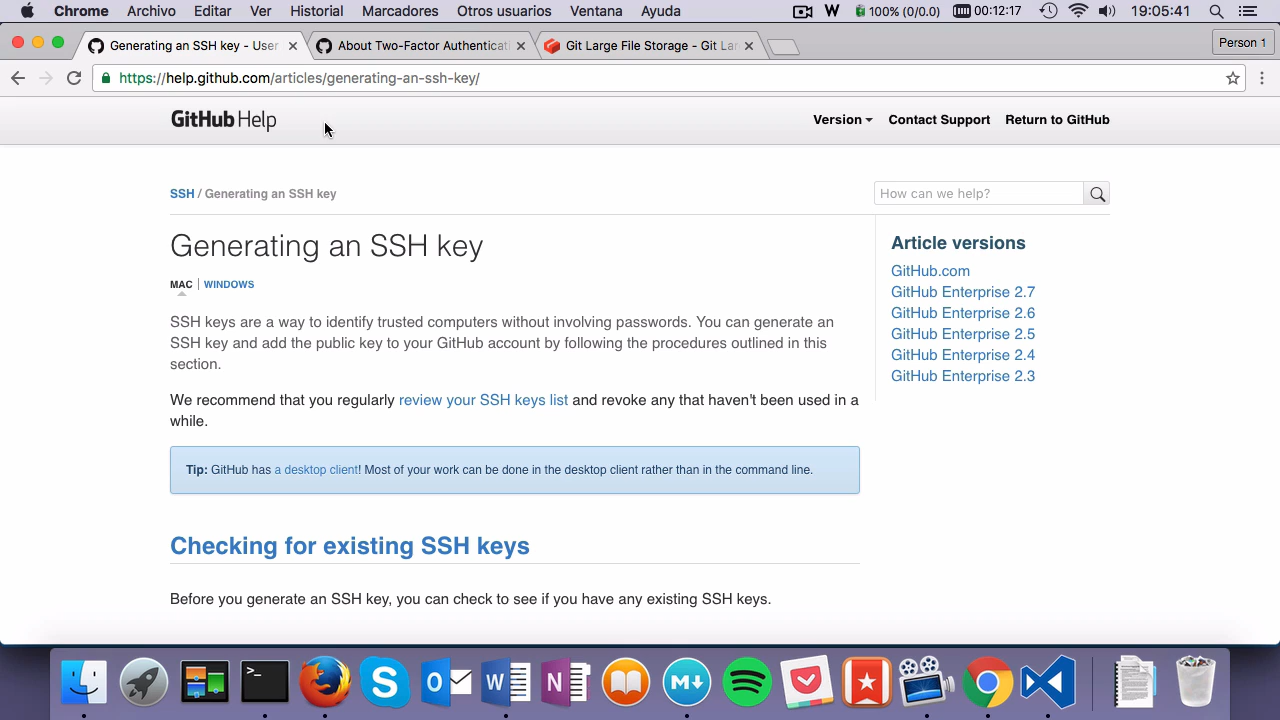 Chrome Archivo Editar Ver Historial Marcadores Otros usuarios Ventana Ayuda W 100% (0/0.0) 00:12:17 19:05:41
Generating an SSH key - User About Two-Factor Authenticati Git Large File Storage - Git Lar Person 1
https://help.github.com/articles/generating-an-ssh-key/
GitHub Help Version Contact Support Return to GitHub
SSH / Generating an SSH key How can we help?
Generating an SSH key
MAC WINDOWS
SSH keys are a way to identify trusted computers without involving passwords. You can generate an
SSH key and add the public key to your GitHub account by following the procedures outlined in this
section.
We recommend that you regularly review your SSH keys list and revoke any that haven't been used in a
while.
Tip: GitHub has a desktop client! Most of your work can be done in the desktop client rather than in the command line.
Checking for existing SSH keys
Before you generate an SSH key, you can check to see if you have any existing SSH keys.
Article versions
GitHub.com
GitHub Enterprise 2.7
GitHub Enterprise 2.6
GitHub Enterprise 2.5
GitHub Enterprise 2.4
GitHub Enterprise 2.3
>_ S O W N M